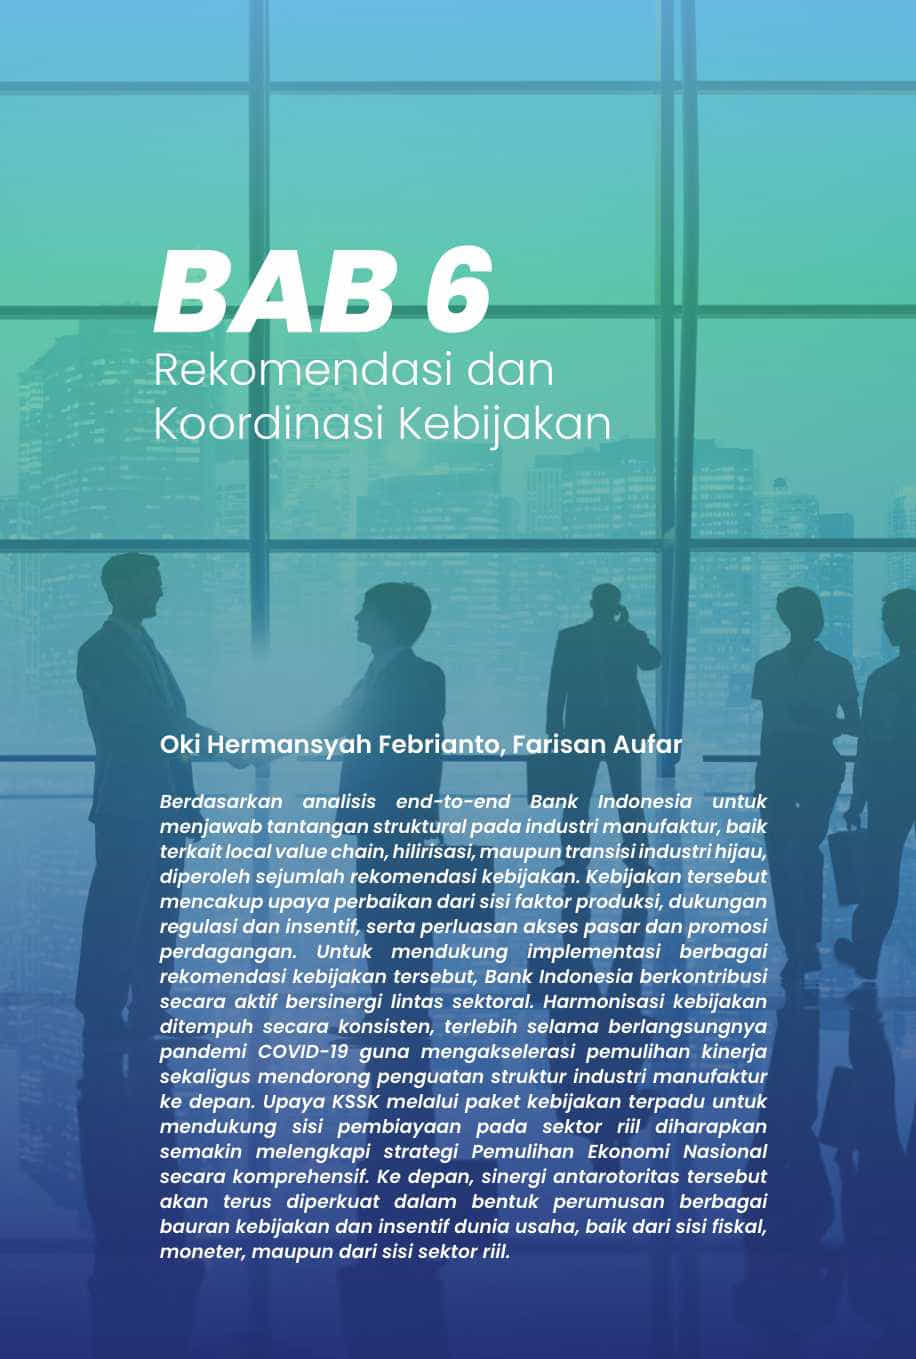 BAB 6
Rekomendasi dan
Koordinasi Kebijakan
Oki Hermansyah Febrianto, Farisan Aufar
Berdasarkan analisis end-to-end Bank Indonesia untuk
menjawab tantangan struktural pada industri manufaktur, baik
terkait local value chain, hilirisasi, maupun transisi industri hijau,
diperoleh sejumlah rekomendasi kebijakan. Kebijakan tersebut
mencakup upaya perbaikan dari sisi faktor produksi, dukungan
regulasi dan insentif, serta perluasan akses pasar dan promosi
perdagangan. Untuk mendukung implementasi berbagai
rekomendasi kebijakan tersebut, Bank Indonesia berkontribusi
secara aktif bersinergi lintas sektoral. Harmonisasi kebijakan
ditempuh secara konsisten, terlebih selama berlangsungnya
pandemi COVID-19 guna mengakselerasi pemulihan kinerja
sekaligus mendorong penguatan struktur industri manufaktur
ke depan. Upaya KSSK melalui paket kebijakan terpadu untuk
mendukung sisi pembiayaan pada sektor riil diharapkan
semakin melengkapi strategi Pemulihan Ekonomi Nasional
secara komprehensif. Ke depan, sinergi antarotoritas tersebut
akan terus diperkuat dalam bentuk perumusan berbagai
bauran kebijakan dan insentif dunia usaha, baik dari sisi fiskal,
moneter, maupun dari sisi sektor riil.